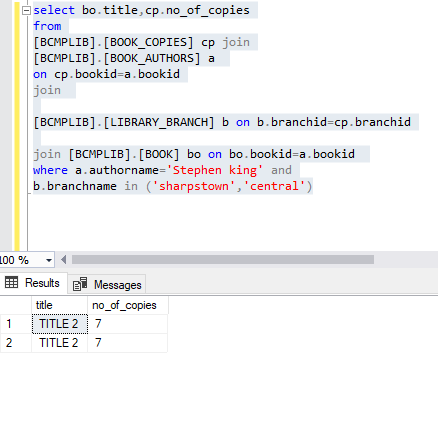 select bo.title,cp.no_of_copies
from
[BCMPLIB].[BOOK_COPIES] cp join
[BCMPLIB].[BOOK_AUTHORS] a
on cp.bookid=a.bookid
join
[BCMPLIB].[LIBRARY_BRANCH] b on b.branchid=cp.branchid
join [BCMPLIB].[BOOK] bo on bo.bookid=a.bookid
where a.authorname='Stephen king' and
b.branchname in ('sharpstown','central')
100 %
Results Messages
title no_of_copies
1 TITLE 2 7
2 TITLE 2 7